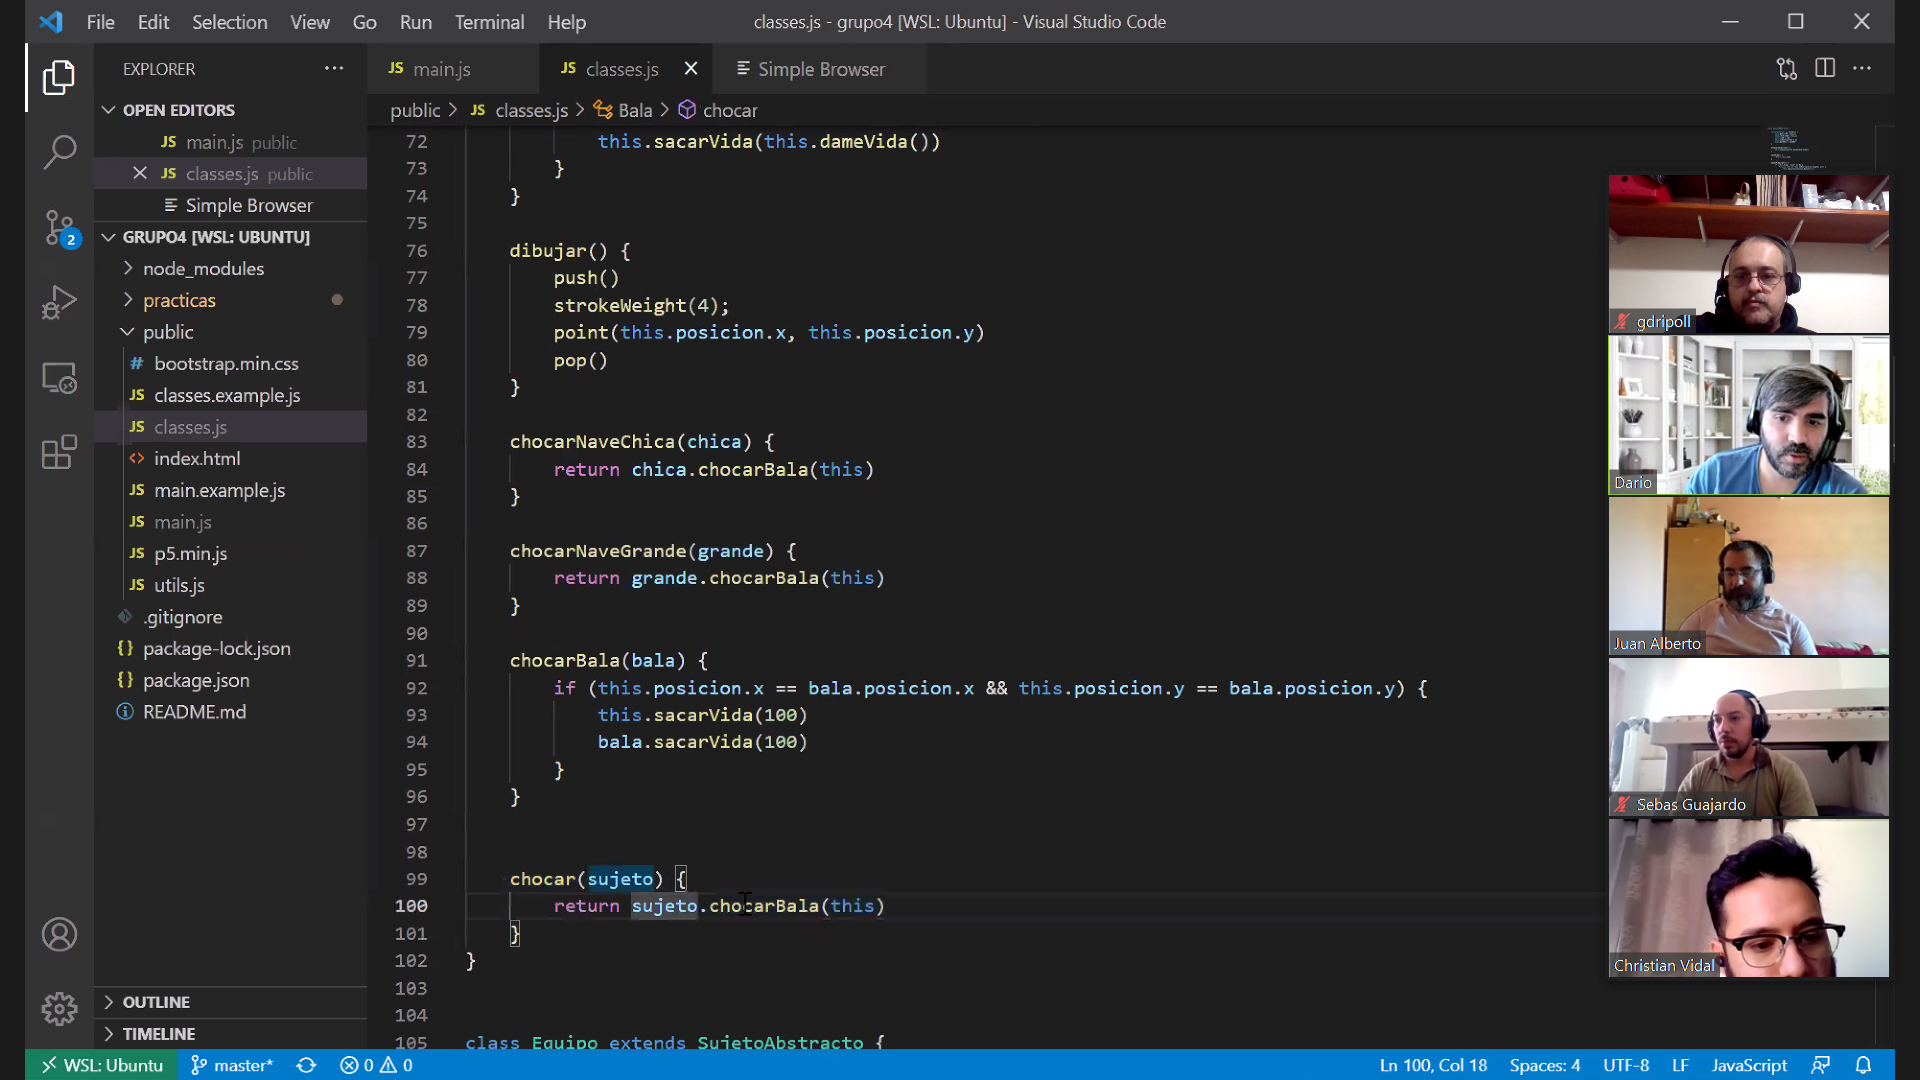 File Edit Selection View Go Run Terminal Help
classes.js - grupo4 [WSL: Ubuntu] - Visual Studio Code
EXPLORER
OPEN EDITORS
JS main.js public
JS classes.js public
Simple Browser
GRUPO4 [WSL: UBUNTU]
node_modules
practicas
public
# bootstrap.min.css
JS classes.example.js
JS classes.js
<> index.html
JS main.example.js
JS main.js
JS p5.min.js
JS utils.js
.gitignore
{} package-lock.json
{} package.json
README.md
OUTLINE
TIMELINE
2
JS main.js
JS classes.js
Simple Browser
public > JS classes.js > Bala > chocar
72 this.sacarVida(this.dameVida())
73 }
74 }
75
76 dibujar() {
77 push()
78 strokeWeight(4);
79 point(this.posicion.x, this.posicion.y)
80 pop()
81 }
82
83 chocarNaveChica(chica) {
84 return chica.chocarBala(this)
85 }
86
87 chocarNaveGrande(grande) {
88 return grande.chocarBala(this)
89 }
90
91 chocarBala(bala) {
92 if (this.posicion.x == bala.posicion.x && this.posicion.y == bala.posicion.y) {
93 this.sacarVida(100)
94 bala.sacarVida(100)
95 }
96 }
97
98
99 chocar(sujeto) {
100 return sujeto.chocarBala(this)
101 }
102 }
103
104
105 class Equipo extends SujetoAbstracto {
gdripoll
Dario
Juan Alberto
Sebas Guajardo
Christian Vidal
WSL: Ubuntu master* 0 0
Ln 100, Col 18 Spaces: 4 UTF-8 LF JavaScript